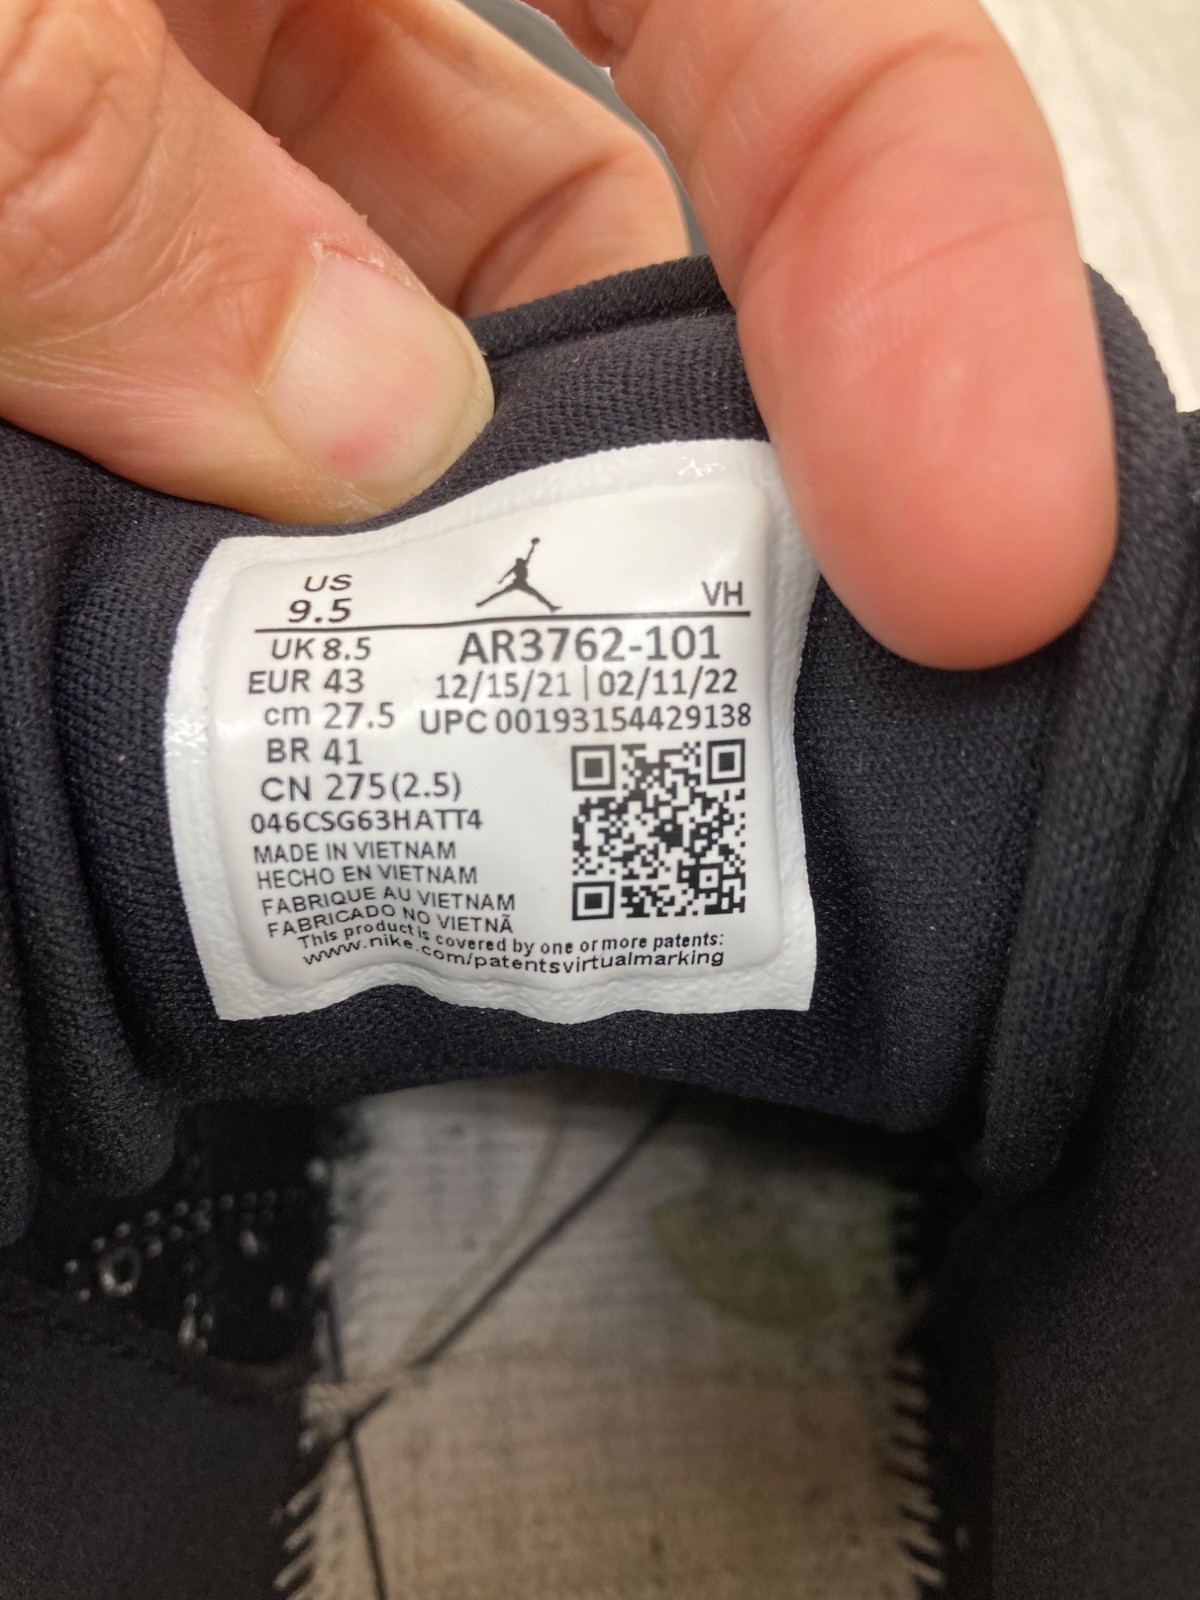 US
9.5
VH
UK 8.5
AR3762-101
EUR 43
12/15/21 | 02/11/22
cm 27.5
UPC 00193154429138
BR 41
CN 275(2.5)
046CSG63HATT4
MADE IN VIETNAM
HECHO EN VIETNAM
FABRIQUE AU VIETNAM
FABRICADO NO VIETNÃ
This product is covered by one or more patents:
www.nike.com/patentsvirtualmarking